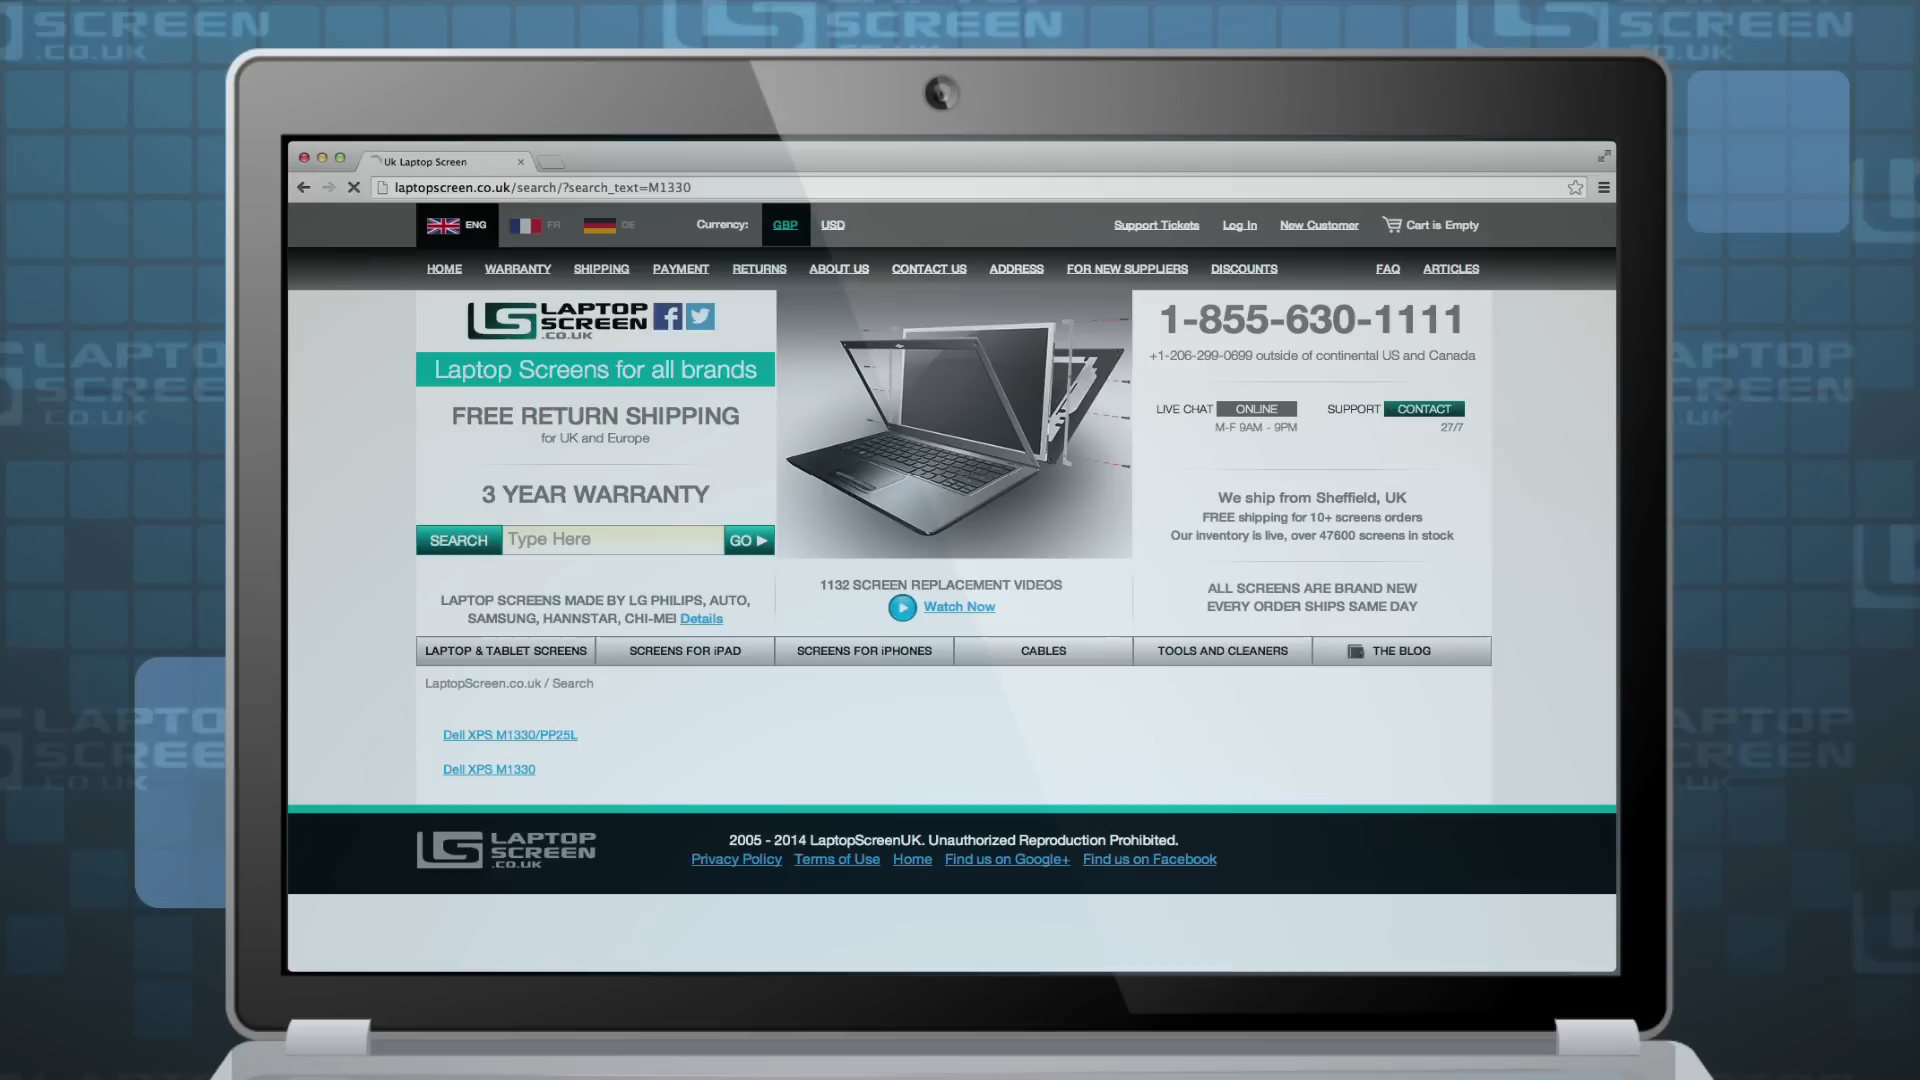 LAPTOP SCREEN .CO.UK
Uk Laptop Screen
laptopscreen.co.uk/search/?search_text=M1330
ENG FR DE Currency: GBP USD Support Tickets Log In New Customer Cart is Empty
HOME WARRANTY SHIPPING PAYMENT RETURNS ABOUT US CONTACT US ADDRESS FOR NEW SUPPLIERS DISCOUNTS FAQ ARTICLES
LAPTOP
SCREEN
.CO.UK
Laptop Screens for all brands
FREE RETURN SHIPPING
for UK and Europe
3 YEAR WARRANTY
SEARCH Type Here GO
LAPTOP SCREENS MADE BY LG PHILIPS, AUTO,
SAMSUNG, HANNSTAR, CHI-MEI Details
1132 SCREEN REPLACEMENT VIDEOS
Watch Now
1-855-630-1111
+1-206-299-0699 outside of continental US and Canada
LIVE CHAT ONLINE SUPPORT CONTACT
M-F 9AM - 9PM 27/7
We ship from Sheffield, UK
FREE shipping for 10+ screens orders
Our inventory is live, over 47600 screens in stock
ALL SCREENS ARE BRAND NEW
EVERY ORDER SHIPS SAME DAY
LAPTOP & TABLET SCREENS SCREENS FOR iPAD SCREENS FOR iPHONES CABLES TOOLS AND CLEANERS THE BLOG
LaptopScreen.co.uk / Search
Dell XPS M1330/PP25L
Dell XPS M1330
LAPTOP
SCREEN
.CO.UK
2005 - 2014 LaptopScreenUK. Unauthorized Reproduction Prohibited.
Privacy Policy Terms of Use Home Find us on Google+ Find us on Facebook